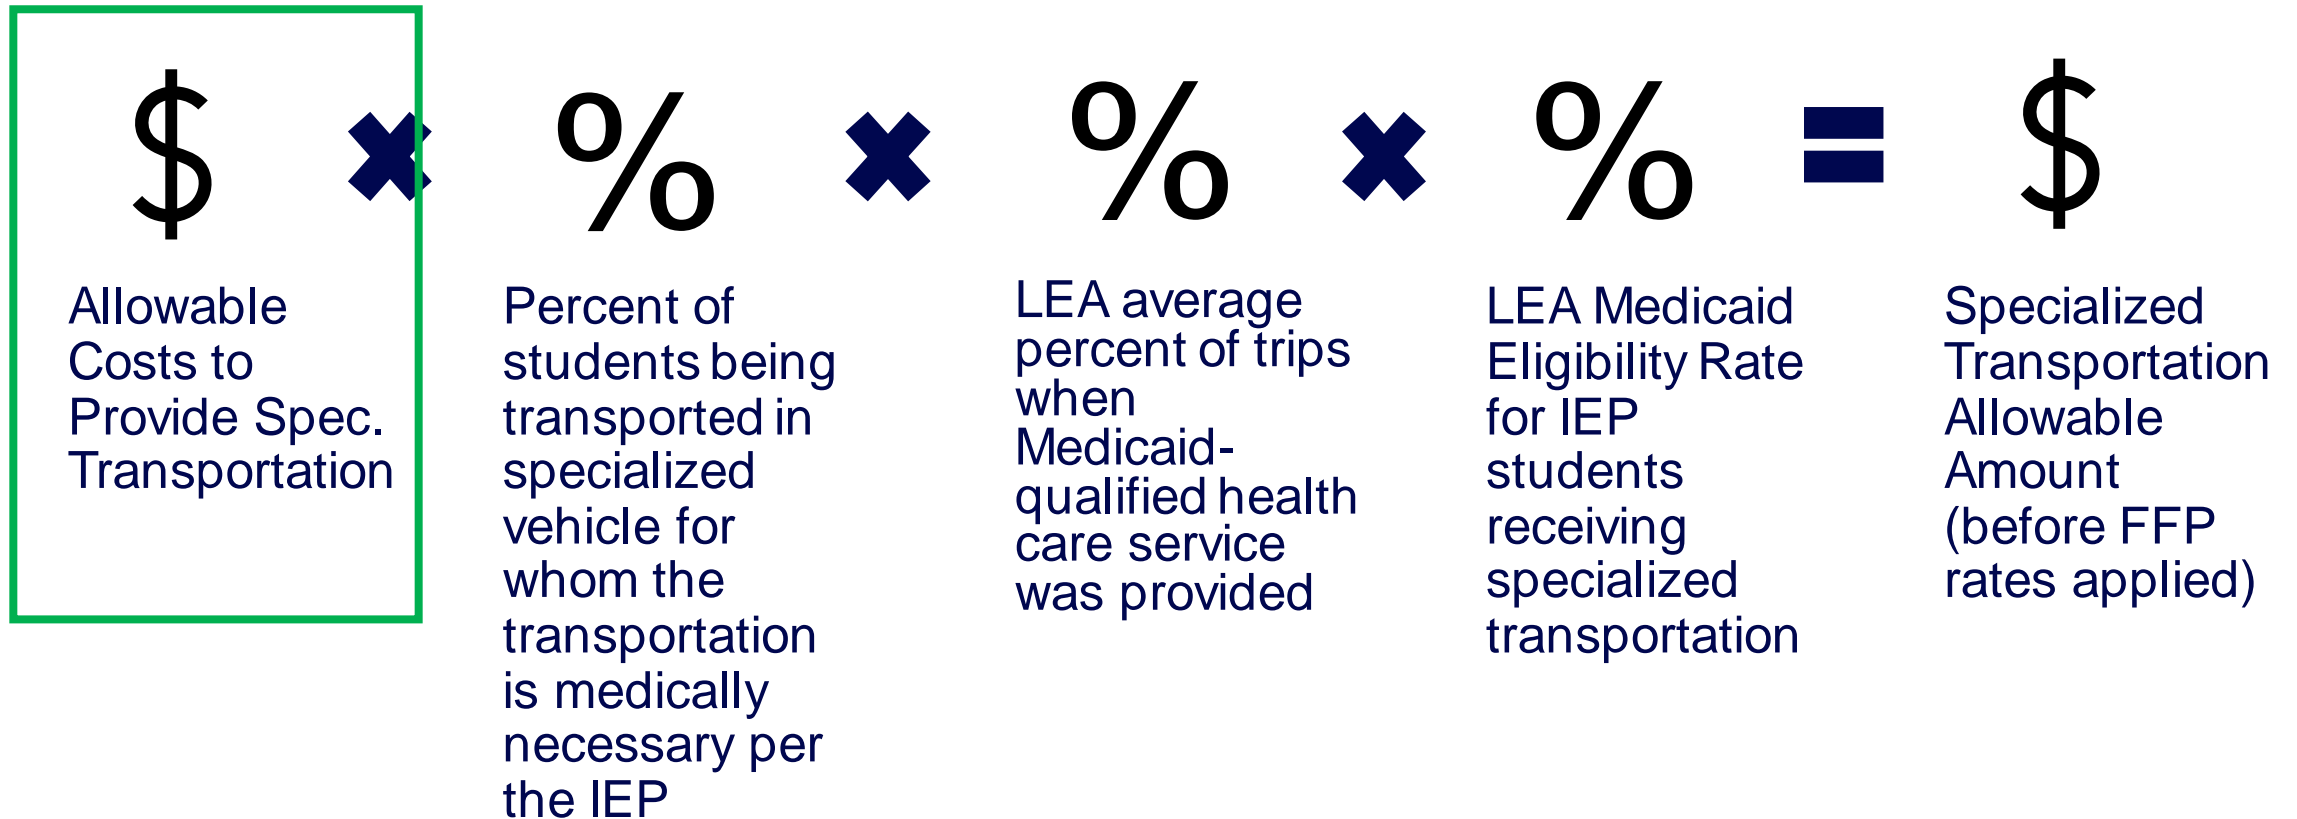 $ × % × % × % = $
Allowable
Costs to
Provide Spec.
Transportation
Percent of
students being
transported in
specialized
vehicle for
whom the
transportation
is medically
necessary per
the IEP
LEA average
percent of trips
when
Medicaid-
qualified health
care service
was provided
LEA Medicaid
Eligibility Rate
for IEP
students
receiving
specialized
transportation
Specialized
Transportation
Allowable
Amount
(before FFP
rates applied)